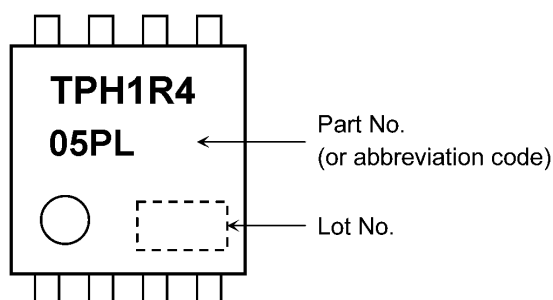 TPH1R4
05PL
Part No.
(or abbreviation code)
Lot No.